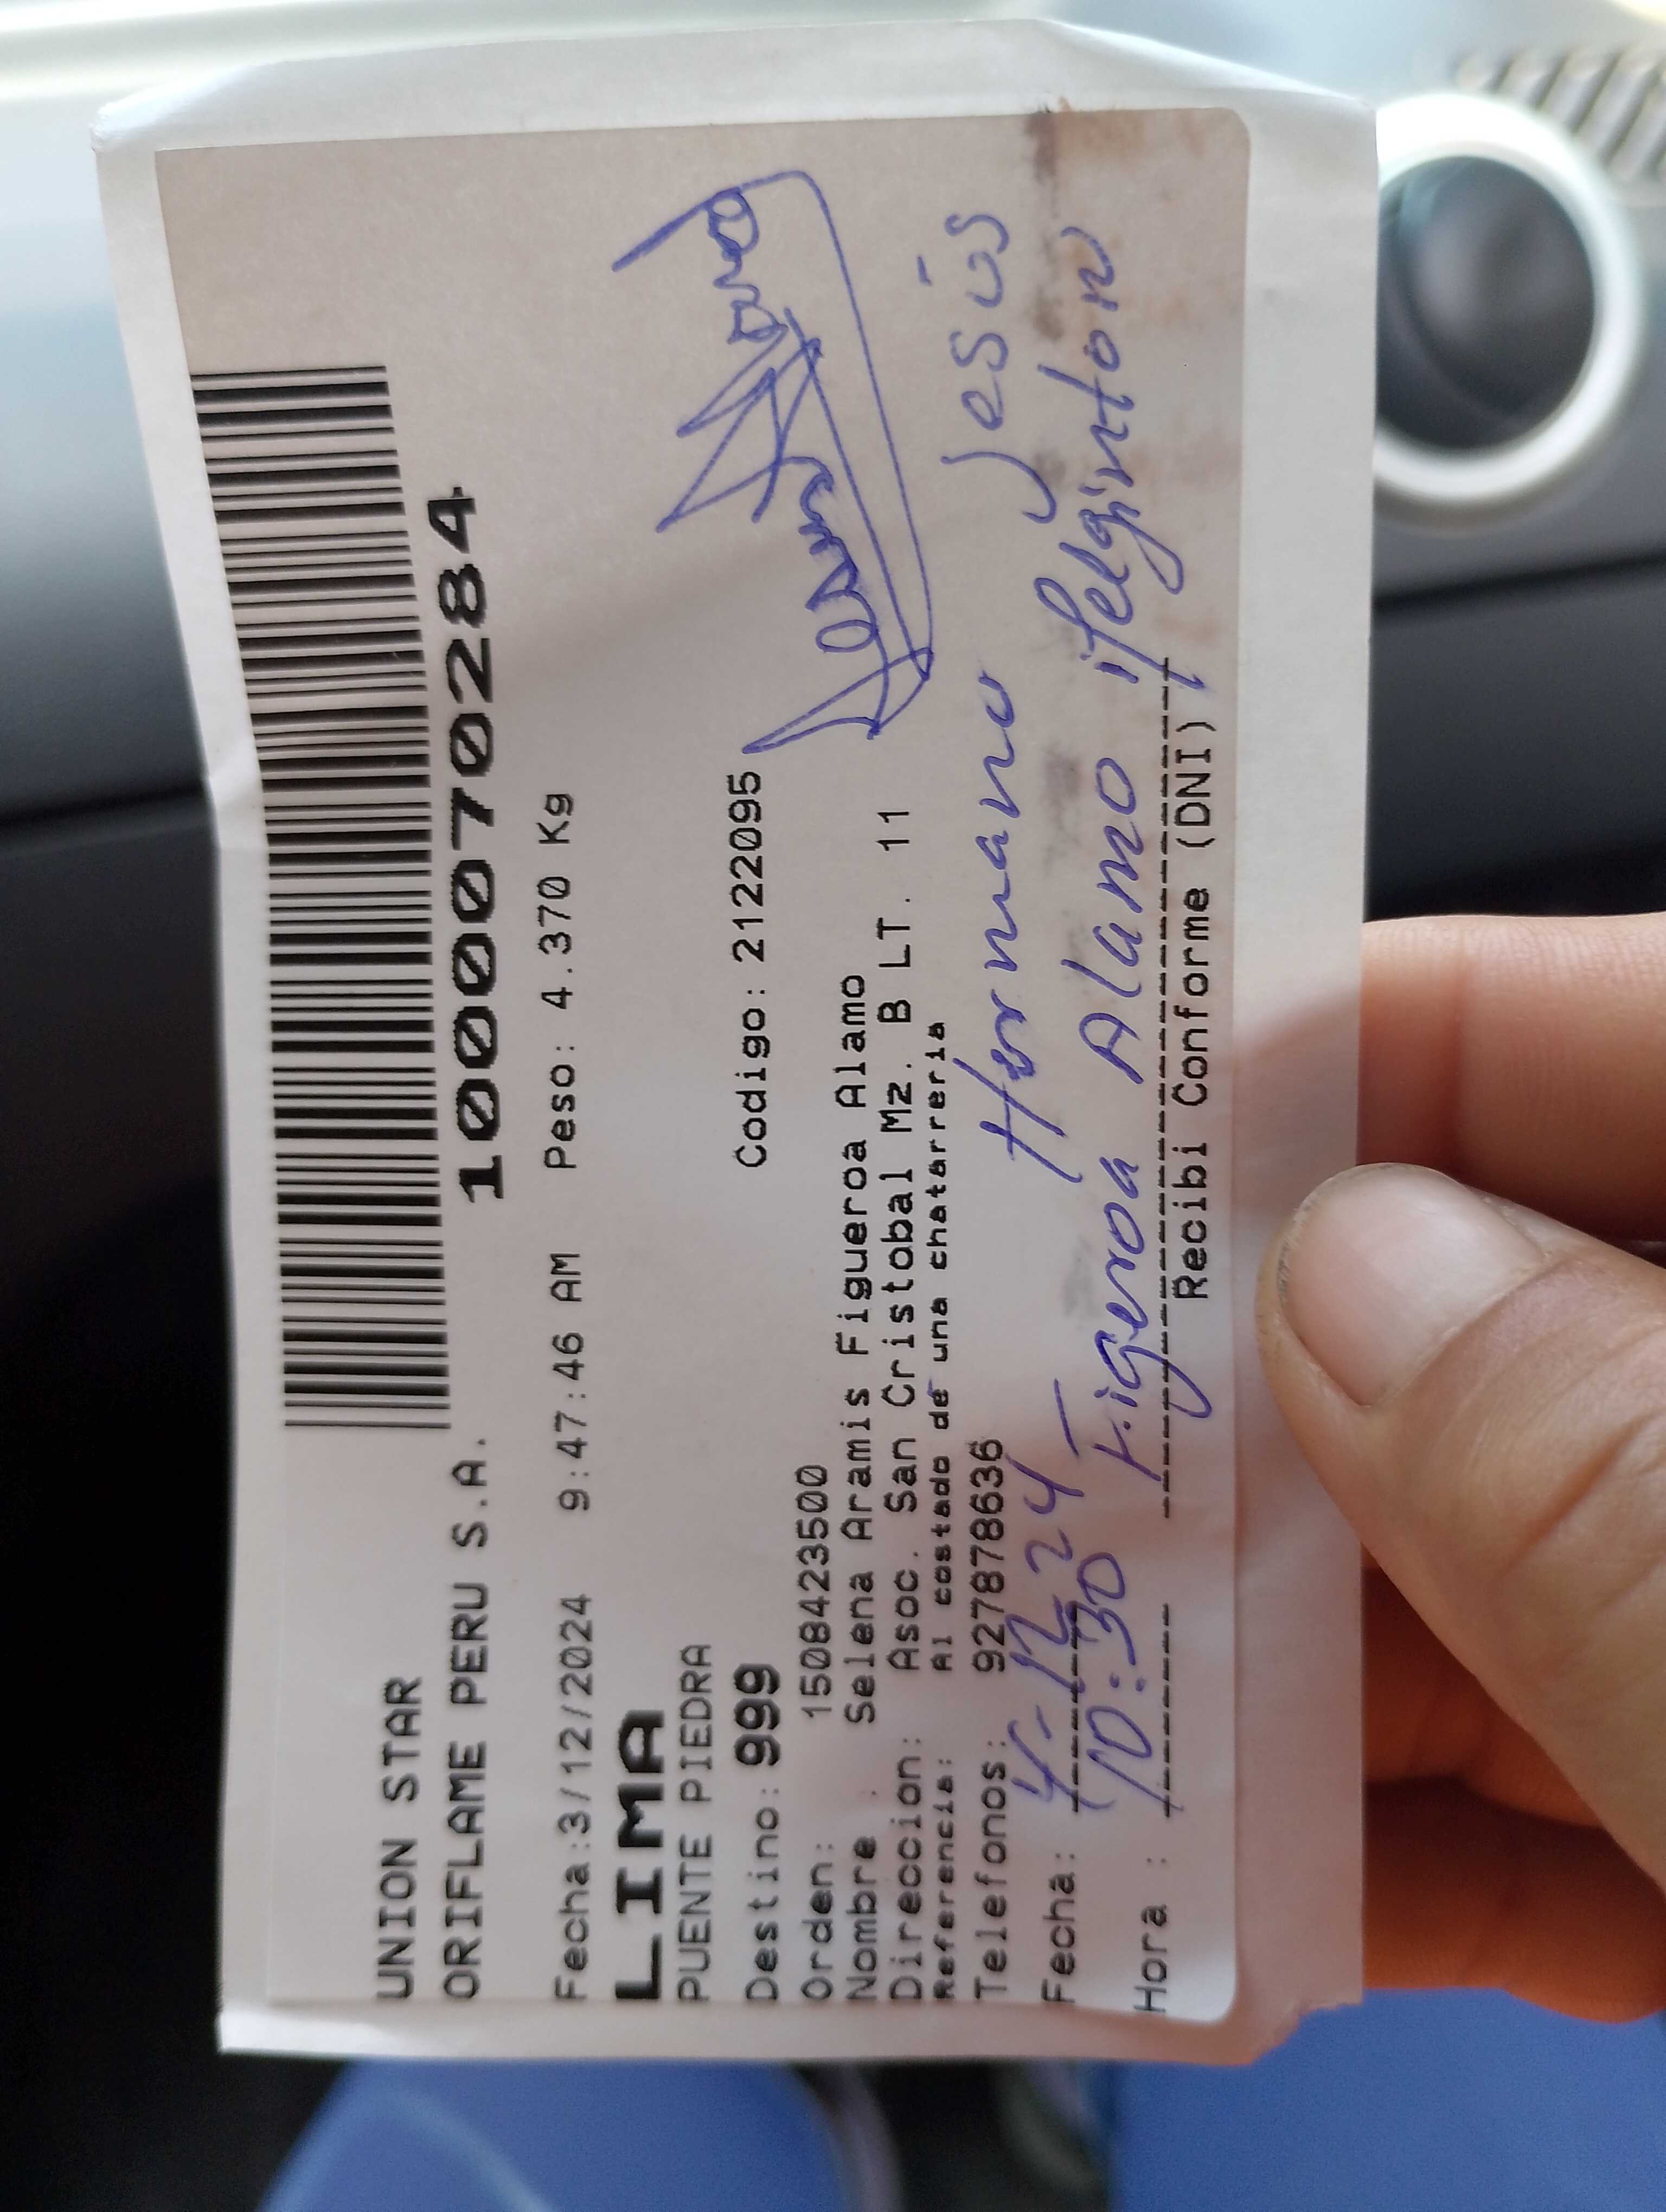 UNION STAR
ORIFLAME PERU S.A.
1000070284
Fecha:3/12/2024 9:47:46 AM Peso: 4.370 Kg
LIMA
PUENTE PIEDRA
Destino: 999 Codigo: 2122095
Orden: 15084423500
Nombre : Selena Aramis Figueroa Alamo
Direccion: Asoc. San Cristobal Mz. B LT. 11
Referencia: Al costado de una chatarreria
Telefonos: 927878636
Hermano Jesús
Fecha: 4-12-24
Figeroa Alamo
Hora : 10:30
Recibi Conforme (DNI)